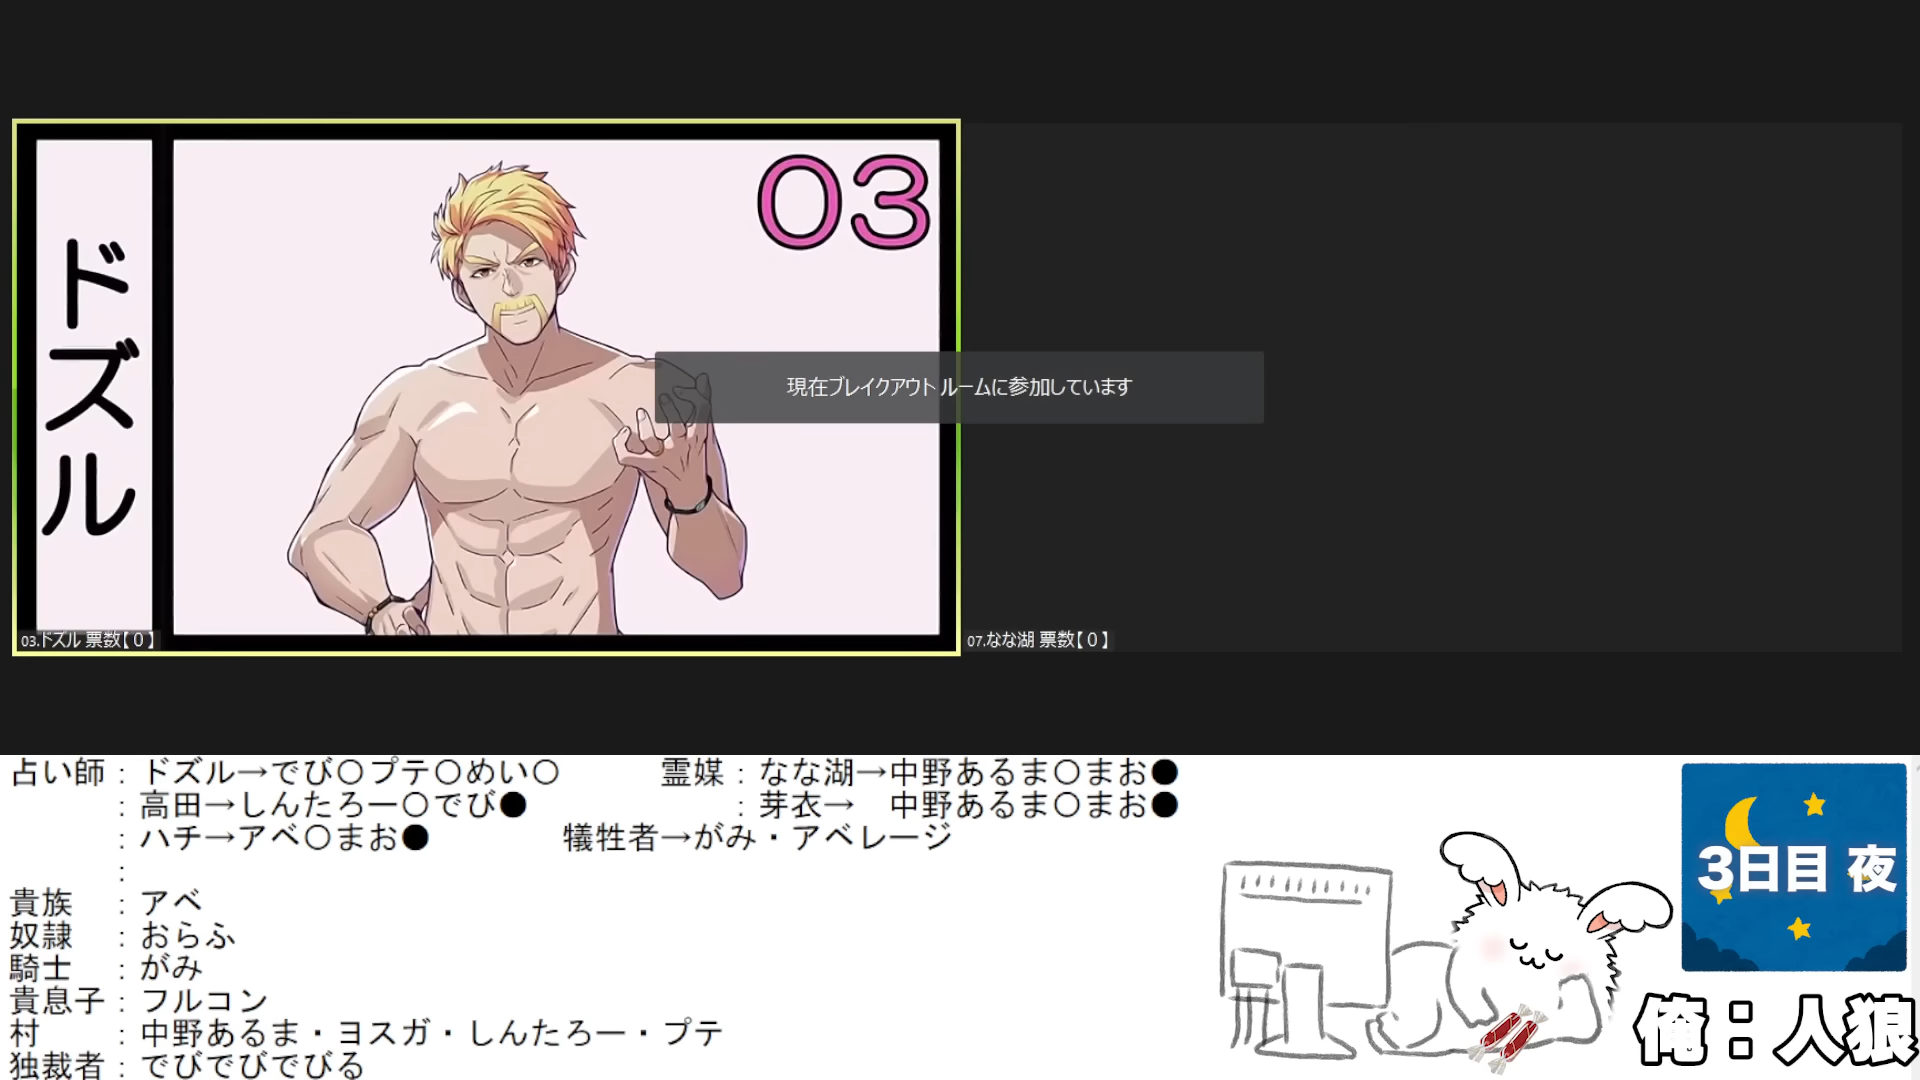 ドズル
03
現在ブレイクアウト ルームに参加しています
03.ドズル 票数【０】
07.なな湖 票数【０】
占い師：ドズル→でび〇プテ〇めい〇
：高田→しんたろー〇でび●
：ハチ→アベ〇まお●
：
霊媒：なな湖→中野あるま〇まお●
：芽衣→　中野あるま〇まお●
犠牲者→がみ・アベレージ
貴族　：アベ
奴隷　：おらふ
騎士　：がみ
貴息子：フルコン
村　　：中野あるま・ヨスガ・しんたろー・プテ
独裁者：でびでびでびる
3日目 夜
俺：人狼